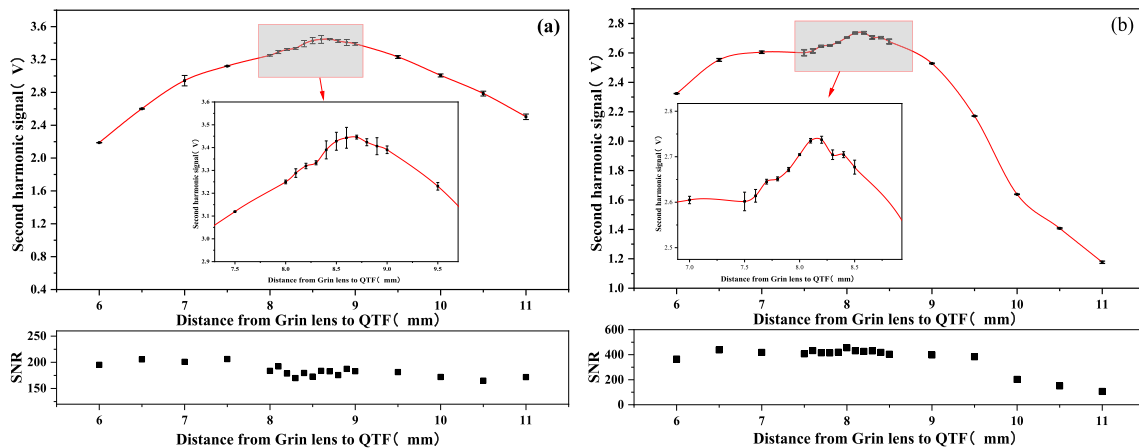 (a)
Second harmonic signal( V)
3.6
3.2
2.8
2.4
2.0
1.6
1.2
0.8
0.4
6 7 8 9 10 11
Distance from Grin lens to QTF( mm)
Second harmonic signal( V)
3.6
3.5
3.4
3.3
3.2
3.1
3.0
2.9
7.5 8.0 8.5 9.0 9.5
Distance from Grin lens to QTF( mm)
SNR
250
200
150
6 7 8 9 10 11
Distance from Grin lens to QTF( mm)
(b)
Second harmonic signal( V)
2.8
2.6
2.4
2.2
2.0
1.8
1.6
1.4
1.2
1.0
6 7 8 9 10 11
Distance from Grin lens to QTF( mm)
Second harmonic signal( V)
2.8
2.7
2.6
2.5
7.0 7.5 8.0 8.5
Distance from Grin lens to QTF( mm)
SNR
600
400
200
0
6 7 8 9 10 11
Distance from Grin lens to QTF( mm)